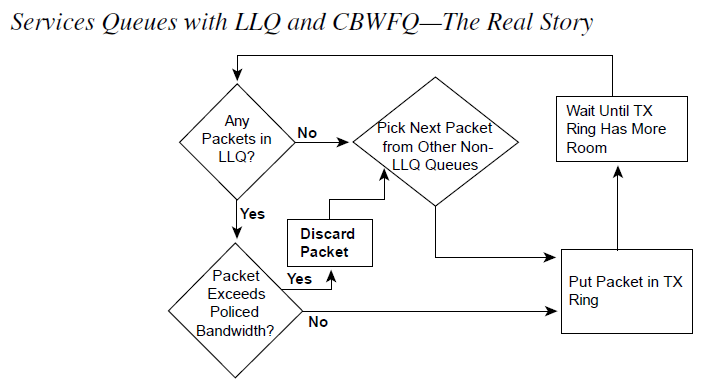 Services Queues with LLQ and CBWFQ—The Real Story
Any
Packets in
LLQ?
No
Pick Next Packet
from Other Non-
LLQ Queues
Wait Until TX
Ring Has More
Room
Yes
Discard
Packet
Packet
Exceeds
Policed
Bandwidth?
Yes
No
Put Packet in TX
Ring